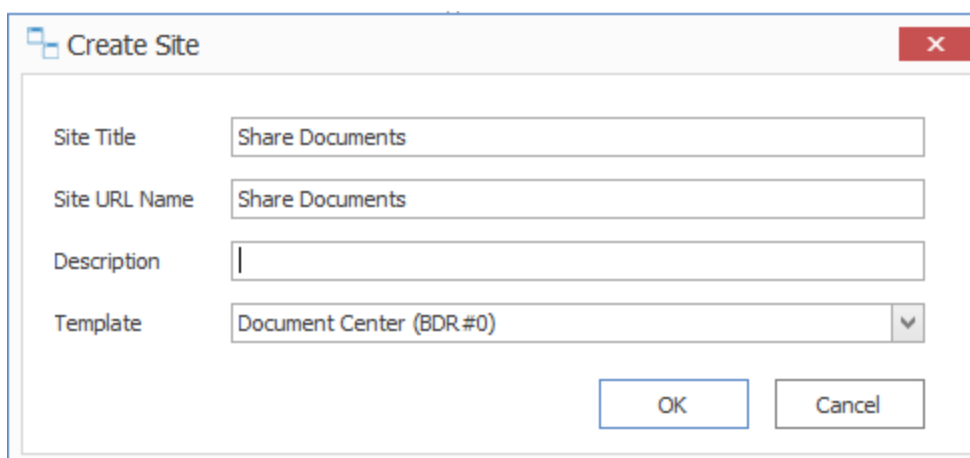 Create Site
Site Title Share Documents
Site URL Name Share Documents
Description
Template Document Center (BDR#0)
OK Cancel